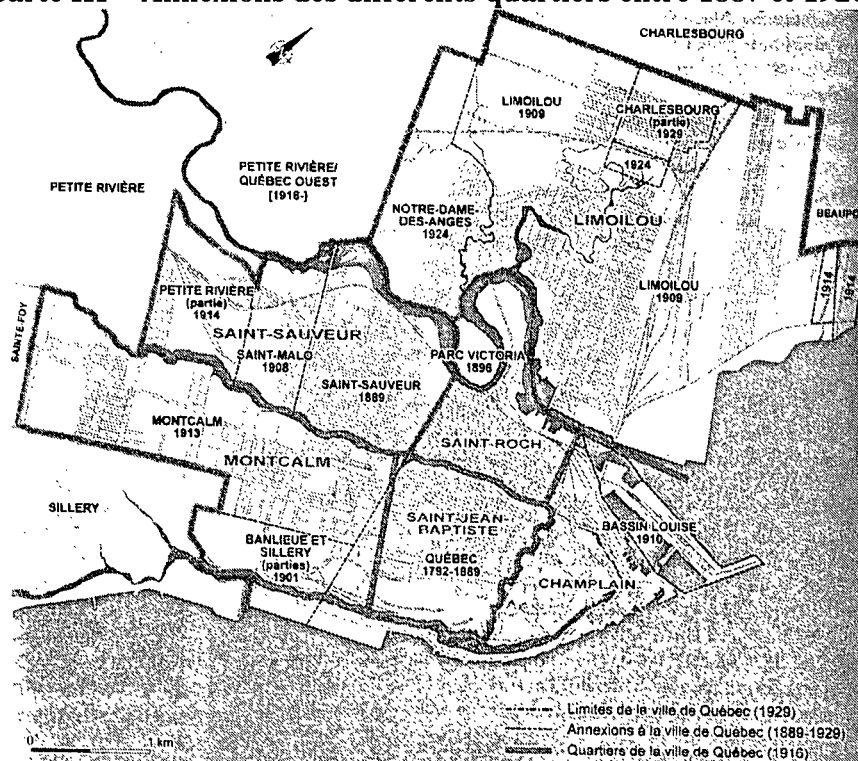 Annexions des différents quartiers entre 1887 et
CHARLESBOURG
LIMOILOU
1909
CHARLESBOURG
(partie)
1929
1924
PETITE RIVIÈRE/
QUÉBEC OUEST
[1916-]
PETITE RIVIÈRE
NOTRE-DAME-
DES-ANGES
1924
LIMOILOU
BEAUPO
LIMOILOU
1909
1914
1914
PETITE RIVIÈRE
(partie)
1914
SAINTE-FOY
SAINT-SAUVEUR
SAINT-MALO
1908
PARC VICTORIA
1896
SAINT-SAUVEUR
1889
MONTCALM
1913
SAINT-ROCH
MONTCALM
SILLERY
SAINT-JEAN-
BAPTISTE
BASSIN LOUISE
1910
BANLIEUE ET
SILLERY
(parties)
1901
QUÉBEC
1792-1889
CHAMPLAIN
Limites de la ville de Québec (1929)
Annexions à la ville de Québec (1889-1929)
Quartiers de la ville de Québec (1916)
0 1 km